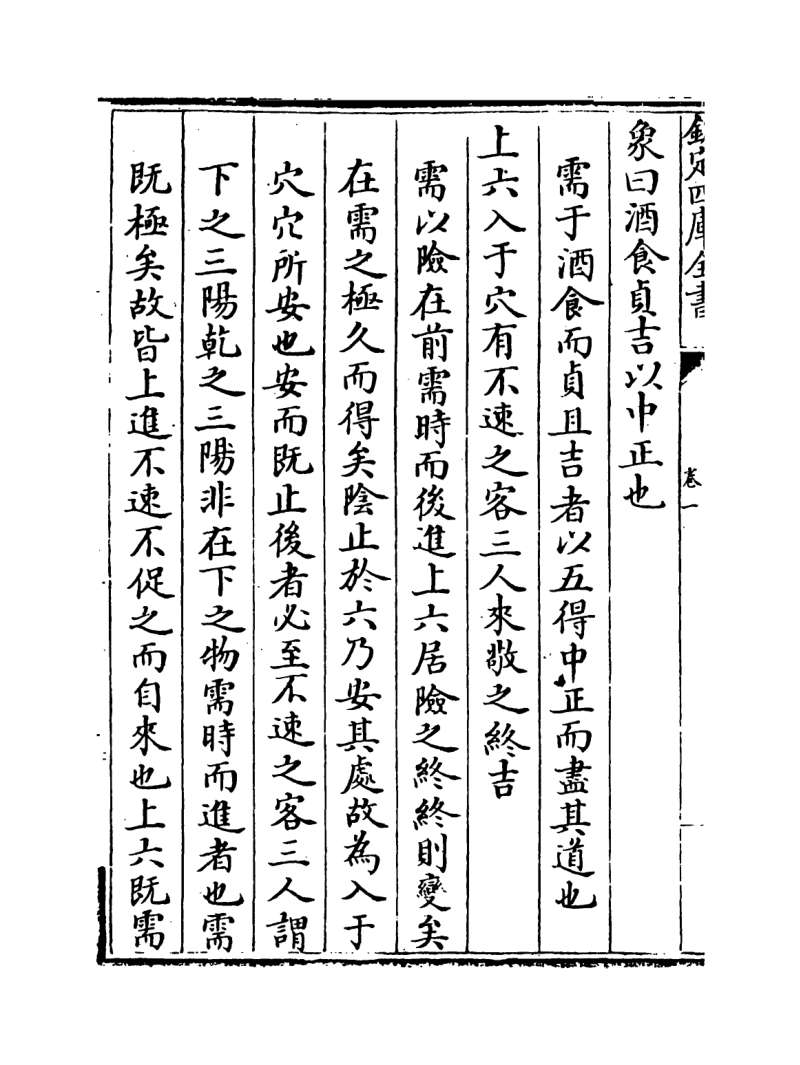 欽定四庫全書
卷一
象曰酒食貞吉以中正也
需于酒食而貞且吉者以五得中正而盡其道也
上六入于穴有不速之客三人來敬之終吉
需以險在前需時而後進上六居險之終終則變矣
在需之極久而得矣陰止於六乃安其處故為入于
穴穴所安也安而既止後者必至不速之客三人謂
下之三陽乾之三陽非在下之物需時而進者也需
既極矣故皆上進不速不促之而自來也上六既需